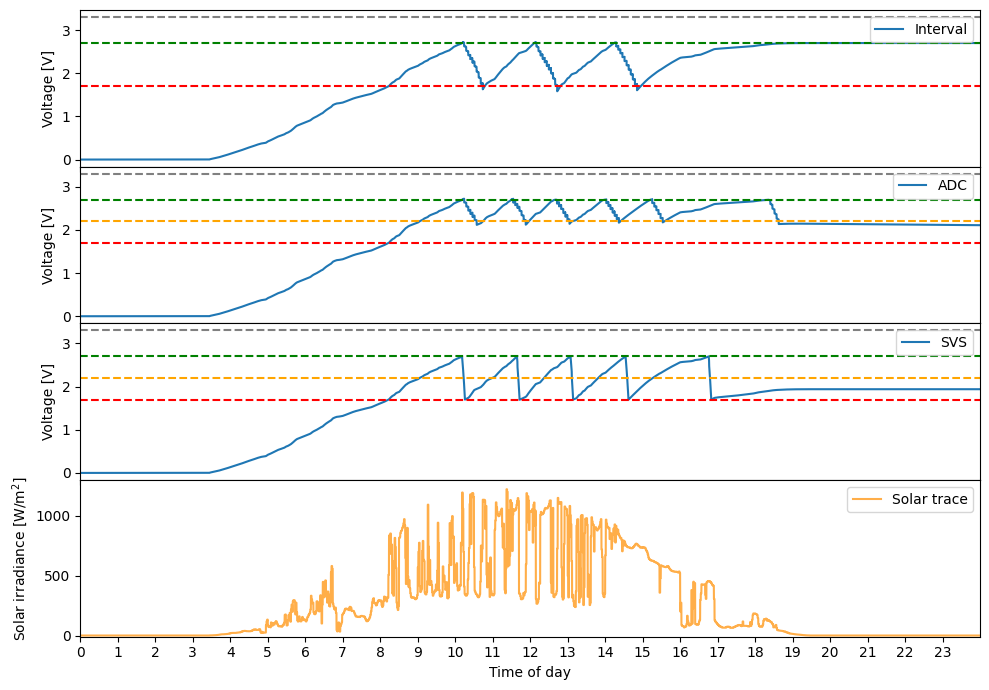 Voltage [V]
3
2
1
0
Interval
Voltage [V]
3
2
1
0
ADC
Voltage [V]
3
2
1
0
SVS
Solar irradiance [W/m²]
1000
500
0
Solar trace
0 1 2 3 4 5 6 7 8 9 10 11 12 13 14 15 16 17 18 19 20 21 22 23
Time of day